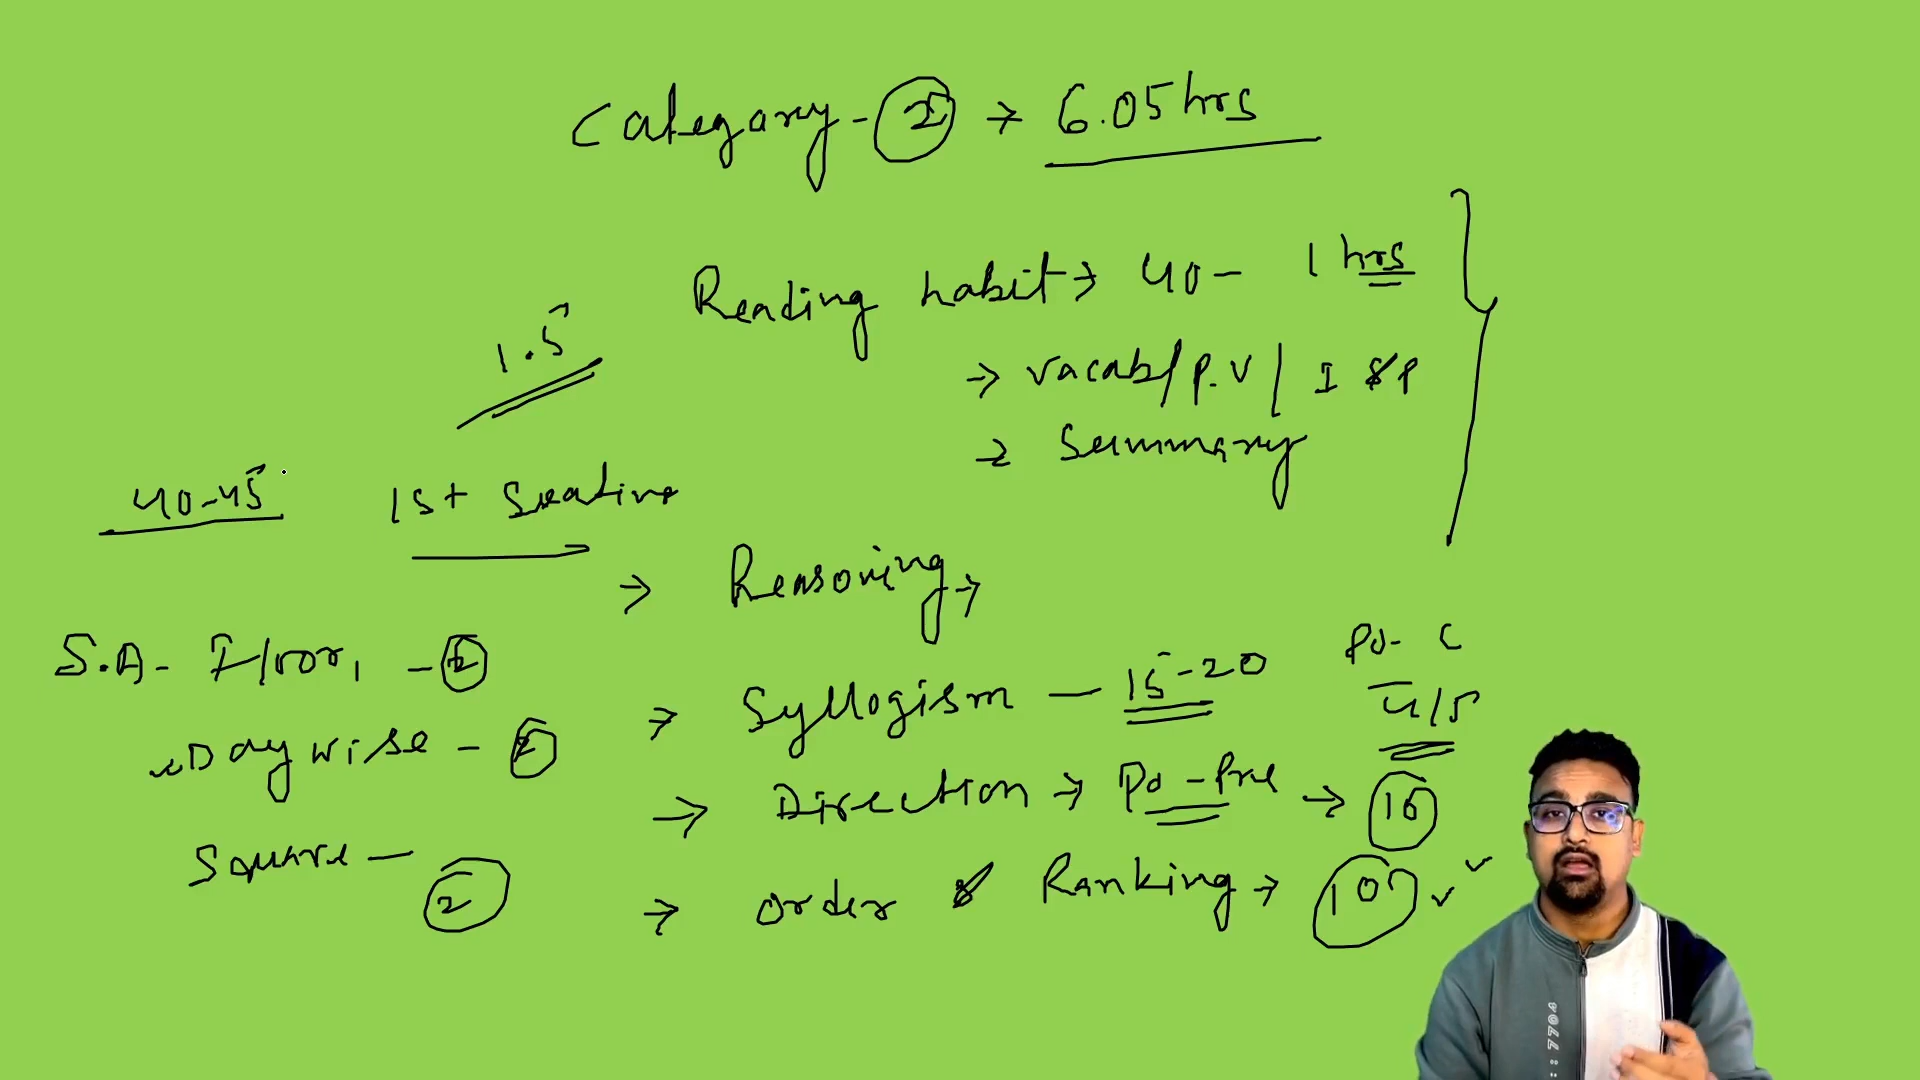 Category - 2 → 6.05 hrs
Reading habit → 40 - 1 hrs
→ vacab/P.V/ I & P
→ Summary
1.5
40-45
1st Seating
→ Reasoning →
S.A - Floor, - 2
Day wise - 2
Square - 2
→ Syllogism - 15-20
Po - C
4/5
→ Direction → Po - Pre → 10
→ order & Ranking → 10